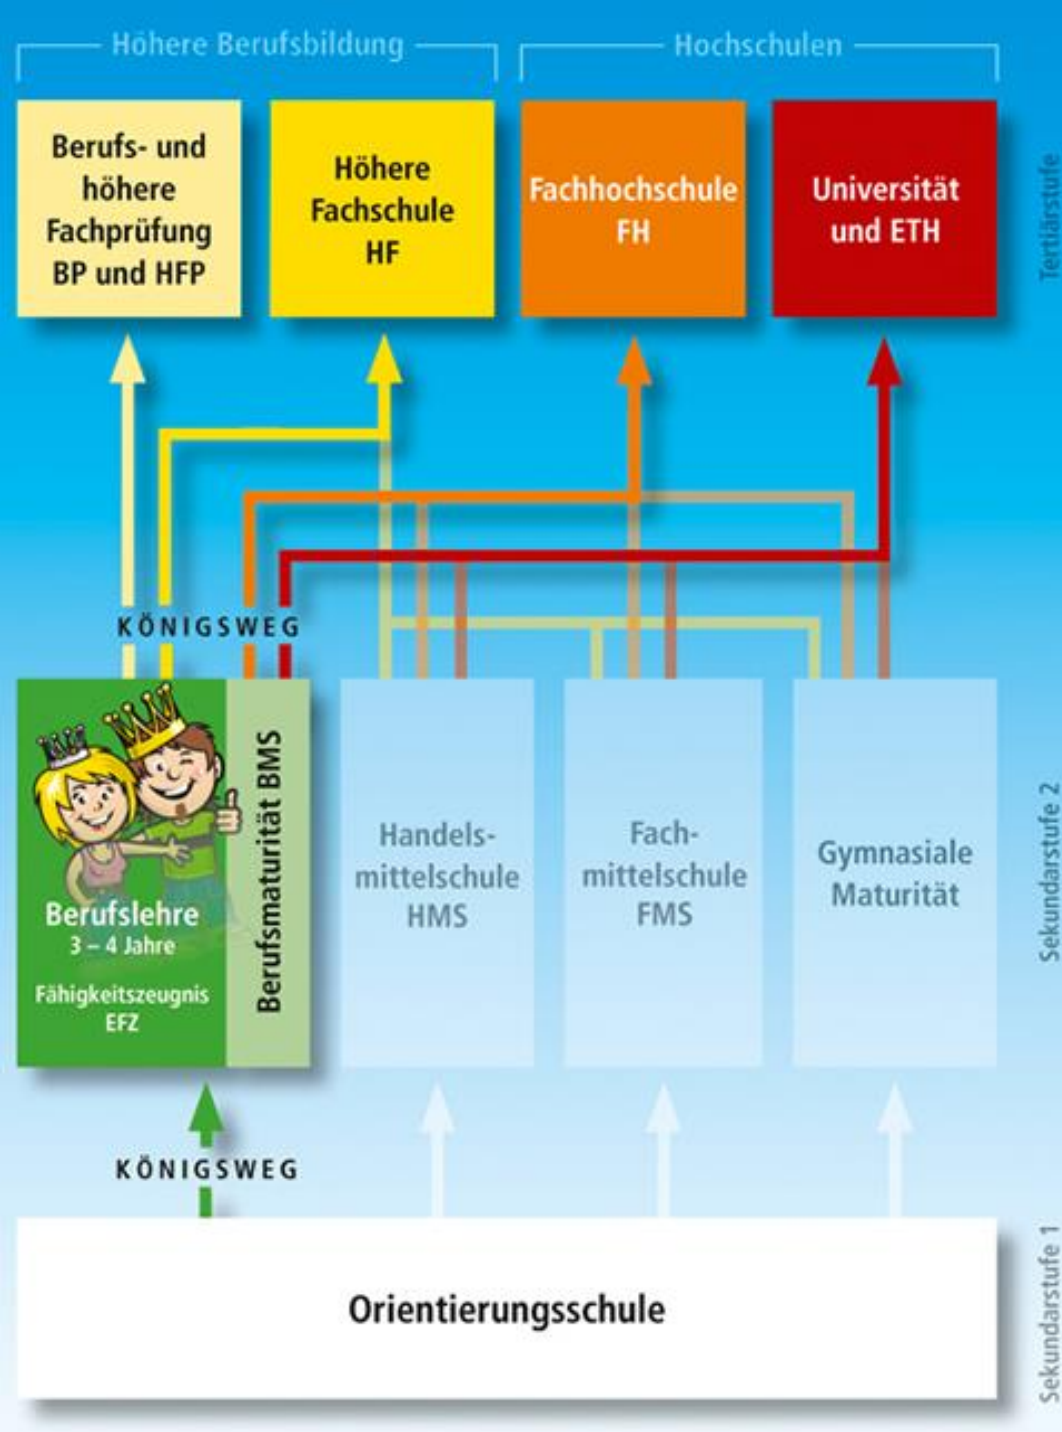 Höhere Berufsbildung
Hochschulen
Berufs- und
höhere
Fachprüfung
BP und HFP
Höhere
Fachschule
HF
Fachhochschule
FH
Universität
und ETH
Tertiärstufe
KÖNIGSWEG
Berufslehre
3 – 4 Jahre
Fähigkeitszeugnis
EFZ
Berufsmaturität BMS
Handels-
mittelschule
HMS
Fach-
mittelschule
FMS
Gymnasiale
Maturität
Sekundarstufe 2
KÖNIGSWEG
Orientierungsschule
Sekundarstufe 1